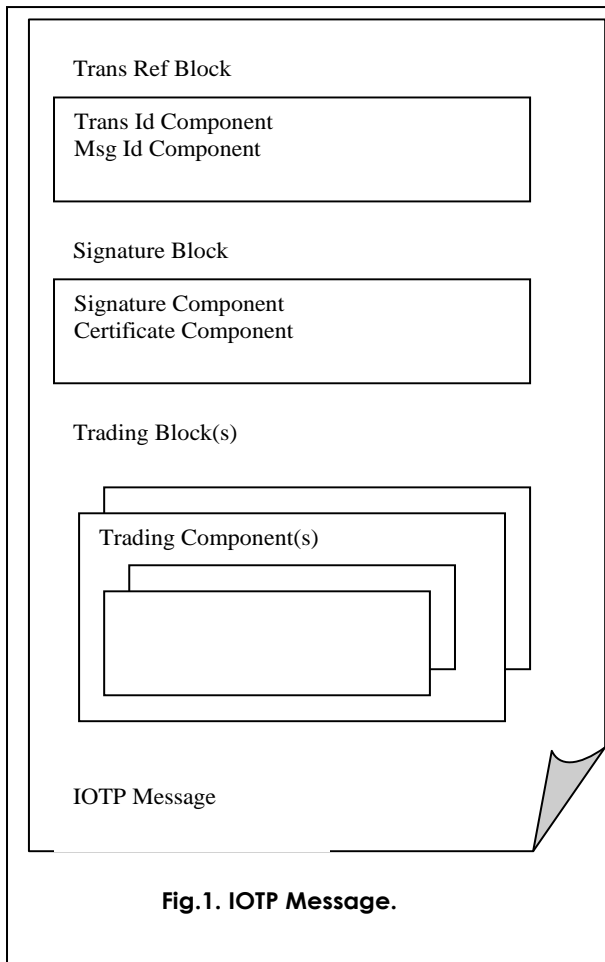 Trans Ref Block
Trans Id Component
Msg Id Component
Signature Block
Signature Component
Certificate Component
Trading Block(s)
Trading Component(s)
IOTP Message
Fig.1. IOTP Message.